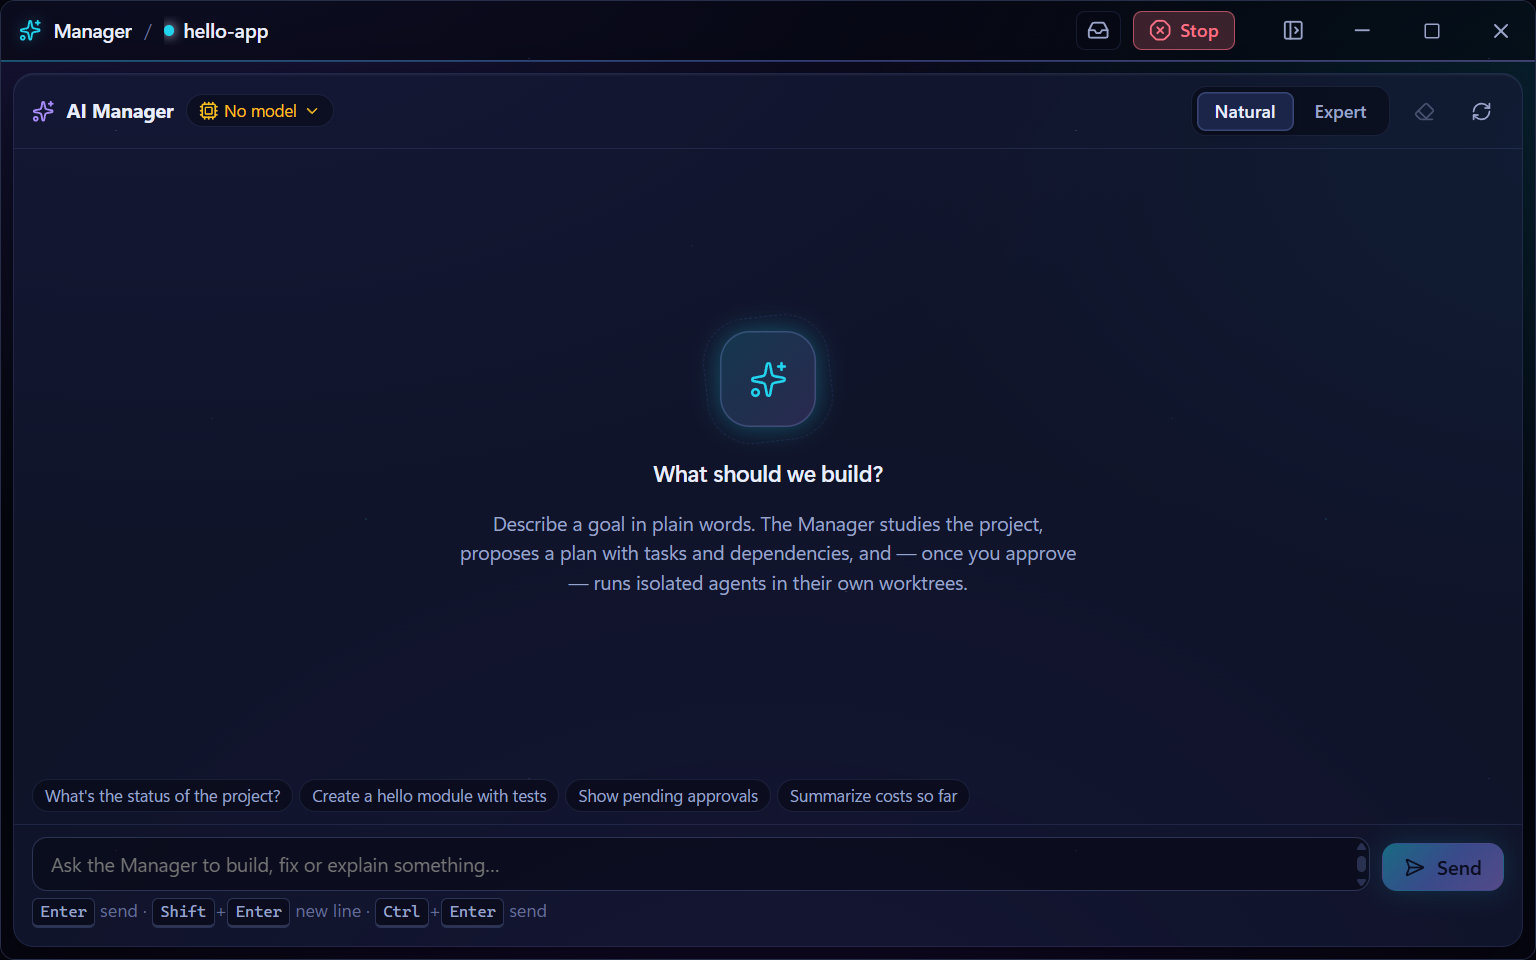 Manager / hello-app
Stop
AI Manager
No model
Natural
Expert
What should we build?
Describe a goal in plain words. The Manager studies the project,
proposes a plan with tasks and dependencies, and — once you approve
— runs isolated agents in their own worktrees.
What's the status of the project?
Create a hello module with tests
Show pending approvals
Summarize costs so far
Ask the Manager to build, fix or explain something...
Send
Enter send · Shift+Enter new line · Ctrl+Enter send